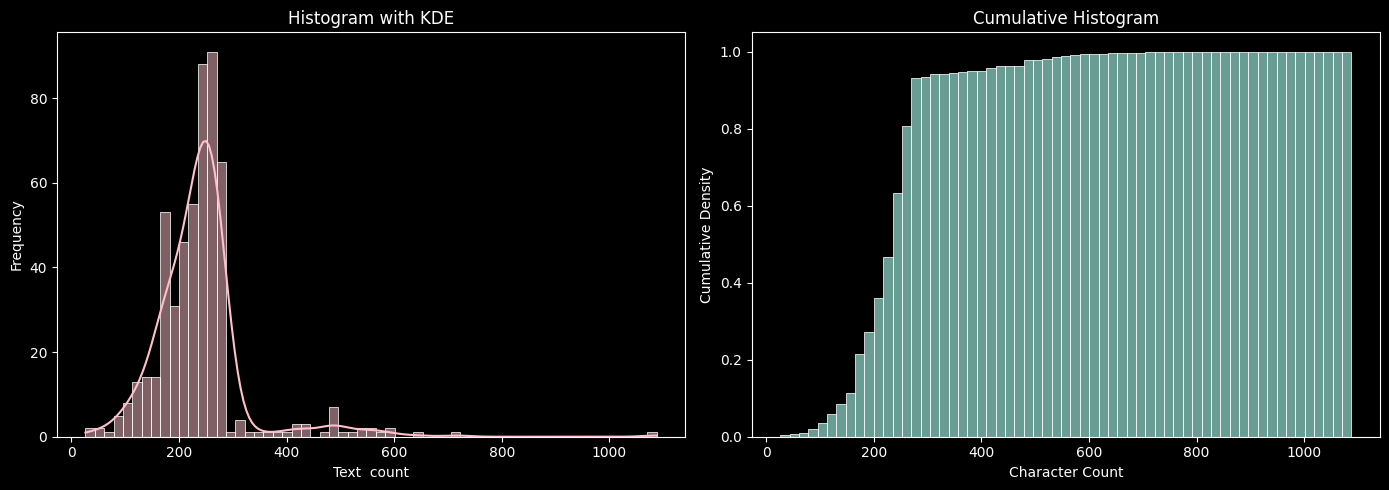 Histogram with KDE
Frequency
80
60
40
20
0
0 200 400 600 800 1000
Text  count
Cumulative Histogram
Cumulative Density
1.0
0.8
0.6
0.4
0.2
0.0
0 200 400 600 800 1000
Character Count